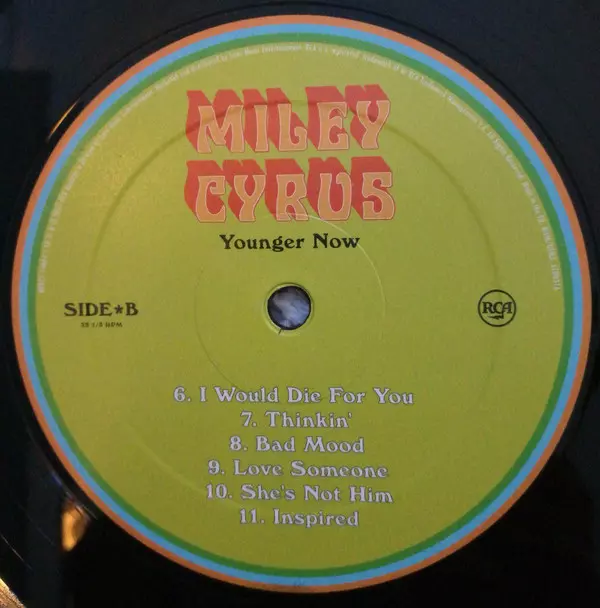 MILEY
CYRUS
Younger Now
SIDE★B
33 1/3 RPM
RCA
6. I Would Die For You
7. Thinkin'
8. Bad Mood
9. Love Someone
10. She's Not Him
11. Inspired